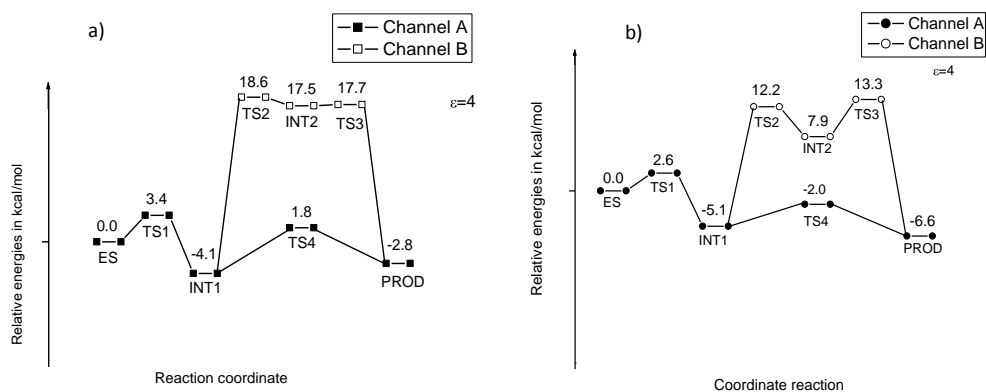 a)
Channel A
Channel B
ε=4
18.6
17.5
17.7
TS2
INT2
TS3
3.4
0.0
TS1
ES
-4.1
INT1
1.8
TS4
-2.8
PROD
Relative energies in kcal/mol
Reaction coordinate
b)
Channel A
Channel B
ε=4
12.2
13.3
TS2
7.9
TS3
INT2
2.6
0.0
TS1
ES
-5.1
INT1
-2.0
TS4
-6.6
PROD
Relative energies in kcal/mol
Coordinate reaction